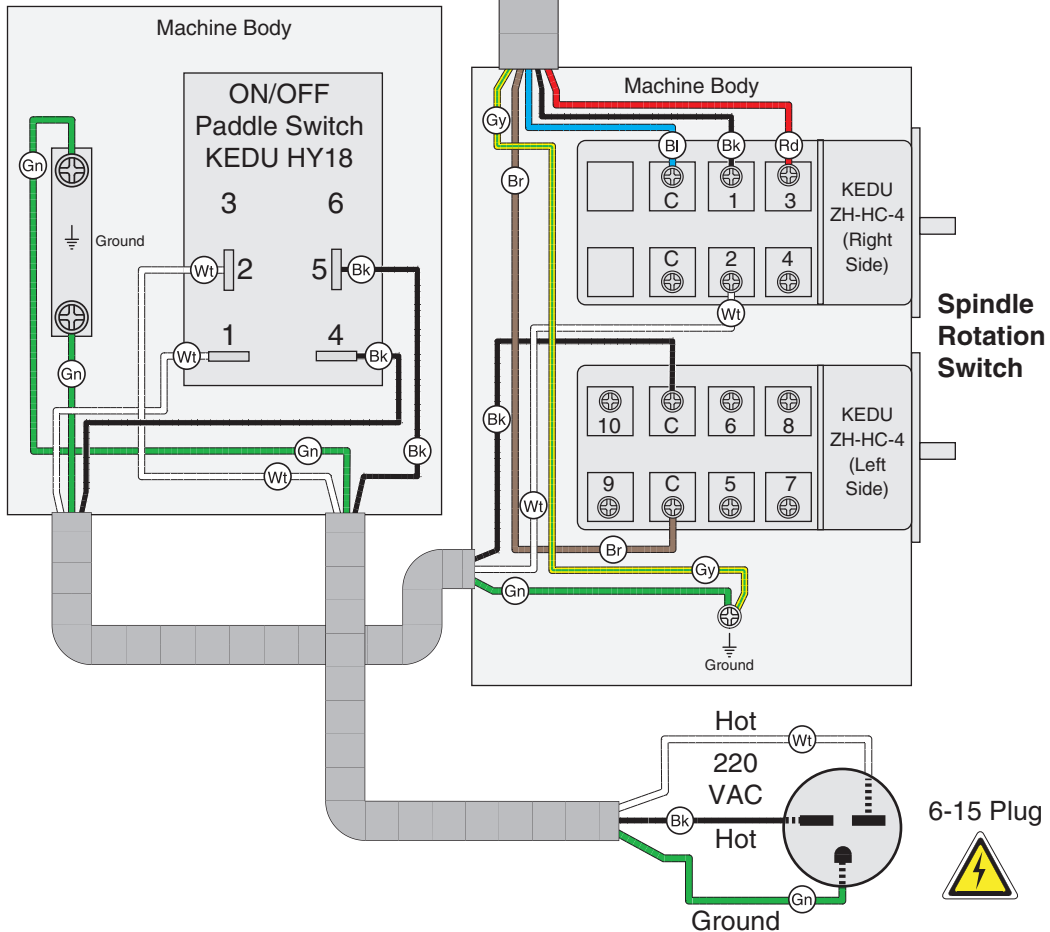 Machine Body
ON/OFF
Paddle Switch
KEDU HY18
3 6
Gn
Ground
Wt 2 5 Bk
1 4
Wt Bk
Gn
Gn Bk
Wt
Machine Body
Gy
Bl Bk Rd
Br
C 1 3
KEDU
ZH-HC-4
(Right
Side)
C 2 4
Wt
Spindle
Rotation
Switch
Bk
10 C 6 8
KEDU
ZH-HC-4
(Left
Side)
9 C 5 7
Wt
Br
Gy
Gn
Ground
Hot
Wt
220
VAC
Bk
Hot
6-15 Plug
Gn
Ground